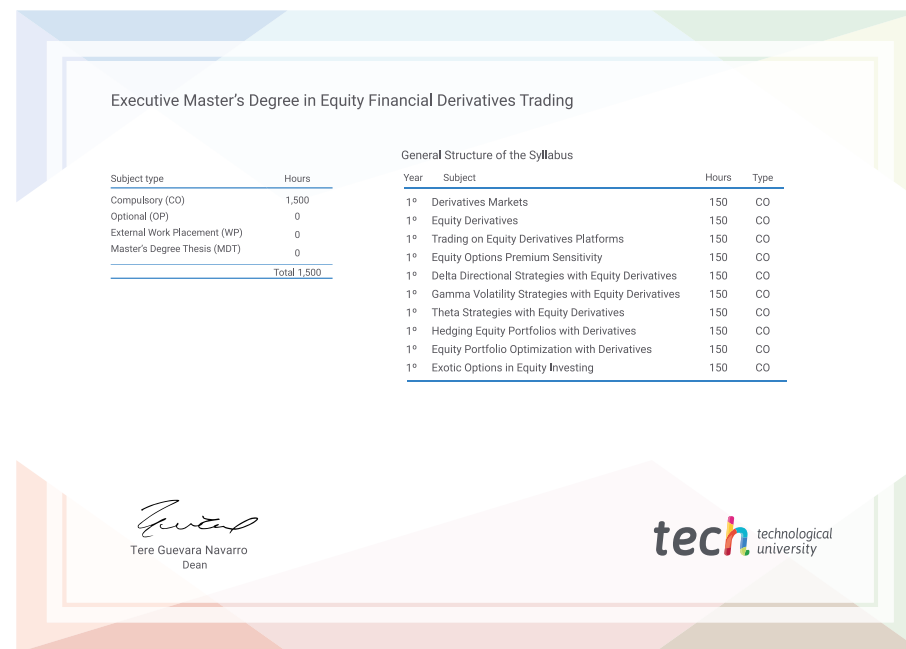 Executive Master's Degree in Equity Financial Derivatives Trading
Subject type Hours
Compulsory (CO) 1,500
Optional (OP) 0
External Work Placement (WP) 0
Master's Degree Thesis (MDT) 0
Total 1,500
General Structure of the Syllabus
Year Subject Hours Type
1º Derivatives Markets 150 CO
1º Equity Derivatives 150 CO
1º Trading on Equity Derivatives Platforms 150 CO
1º Equity Options Premium Sensitivity 150 CO
1º Delta Directional Strategies with Equity Derivatives 150 CO
1º Gamma Volatility Strategies with Equity Derivatives 150 CO
1º Theta Strategies with Equity Derivatives 150 CO
1º Hedging Equity Portfolios with Derivatives 150 CO
1º Equity Portfolio Optimization with Derivatives 150 CO
1º Exotic Options in Equity Investing 150 CO
Tere Guevara Navarro
Dean
tech technological
university